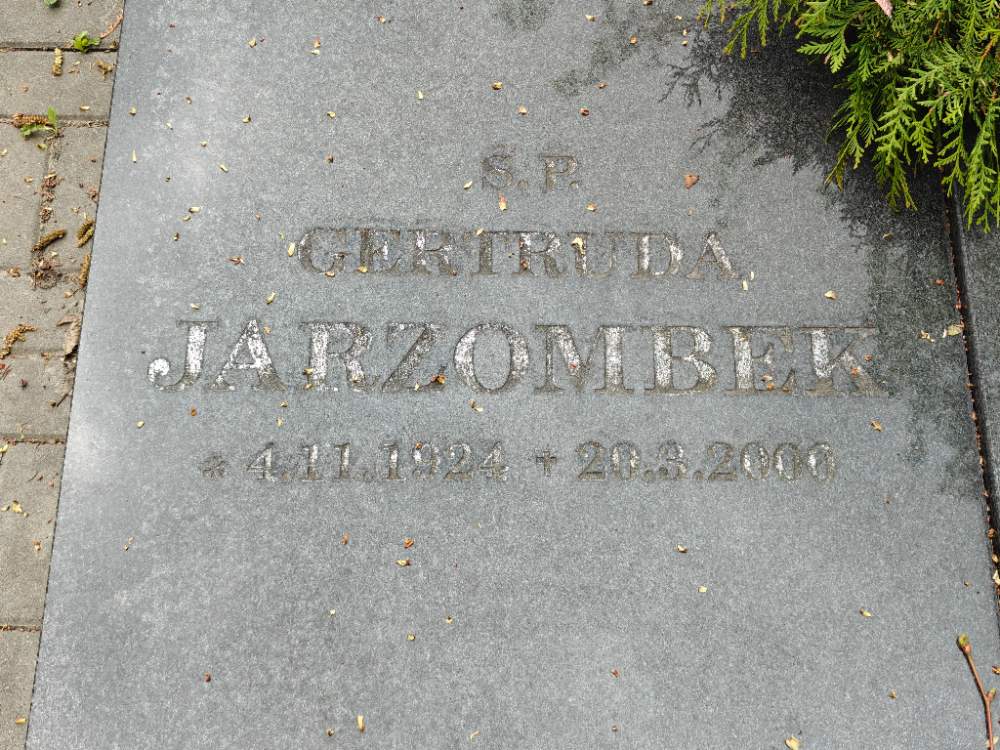 Ś. P.
GERTRUDA
JARZOMBEK
* 4.11.1924 + 20.3.2000